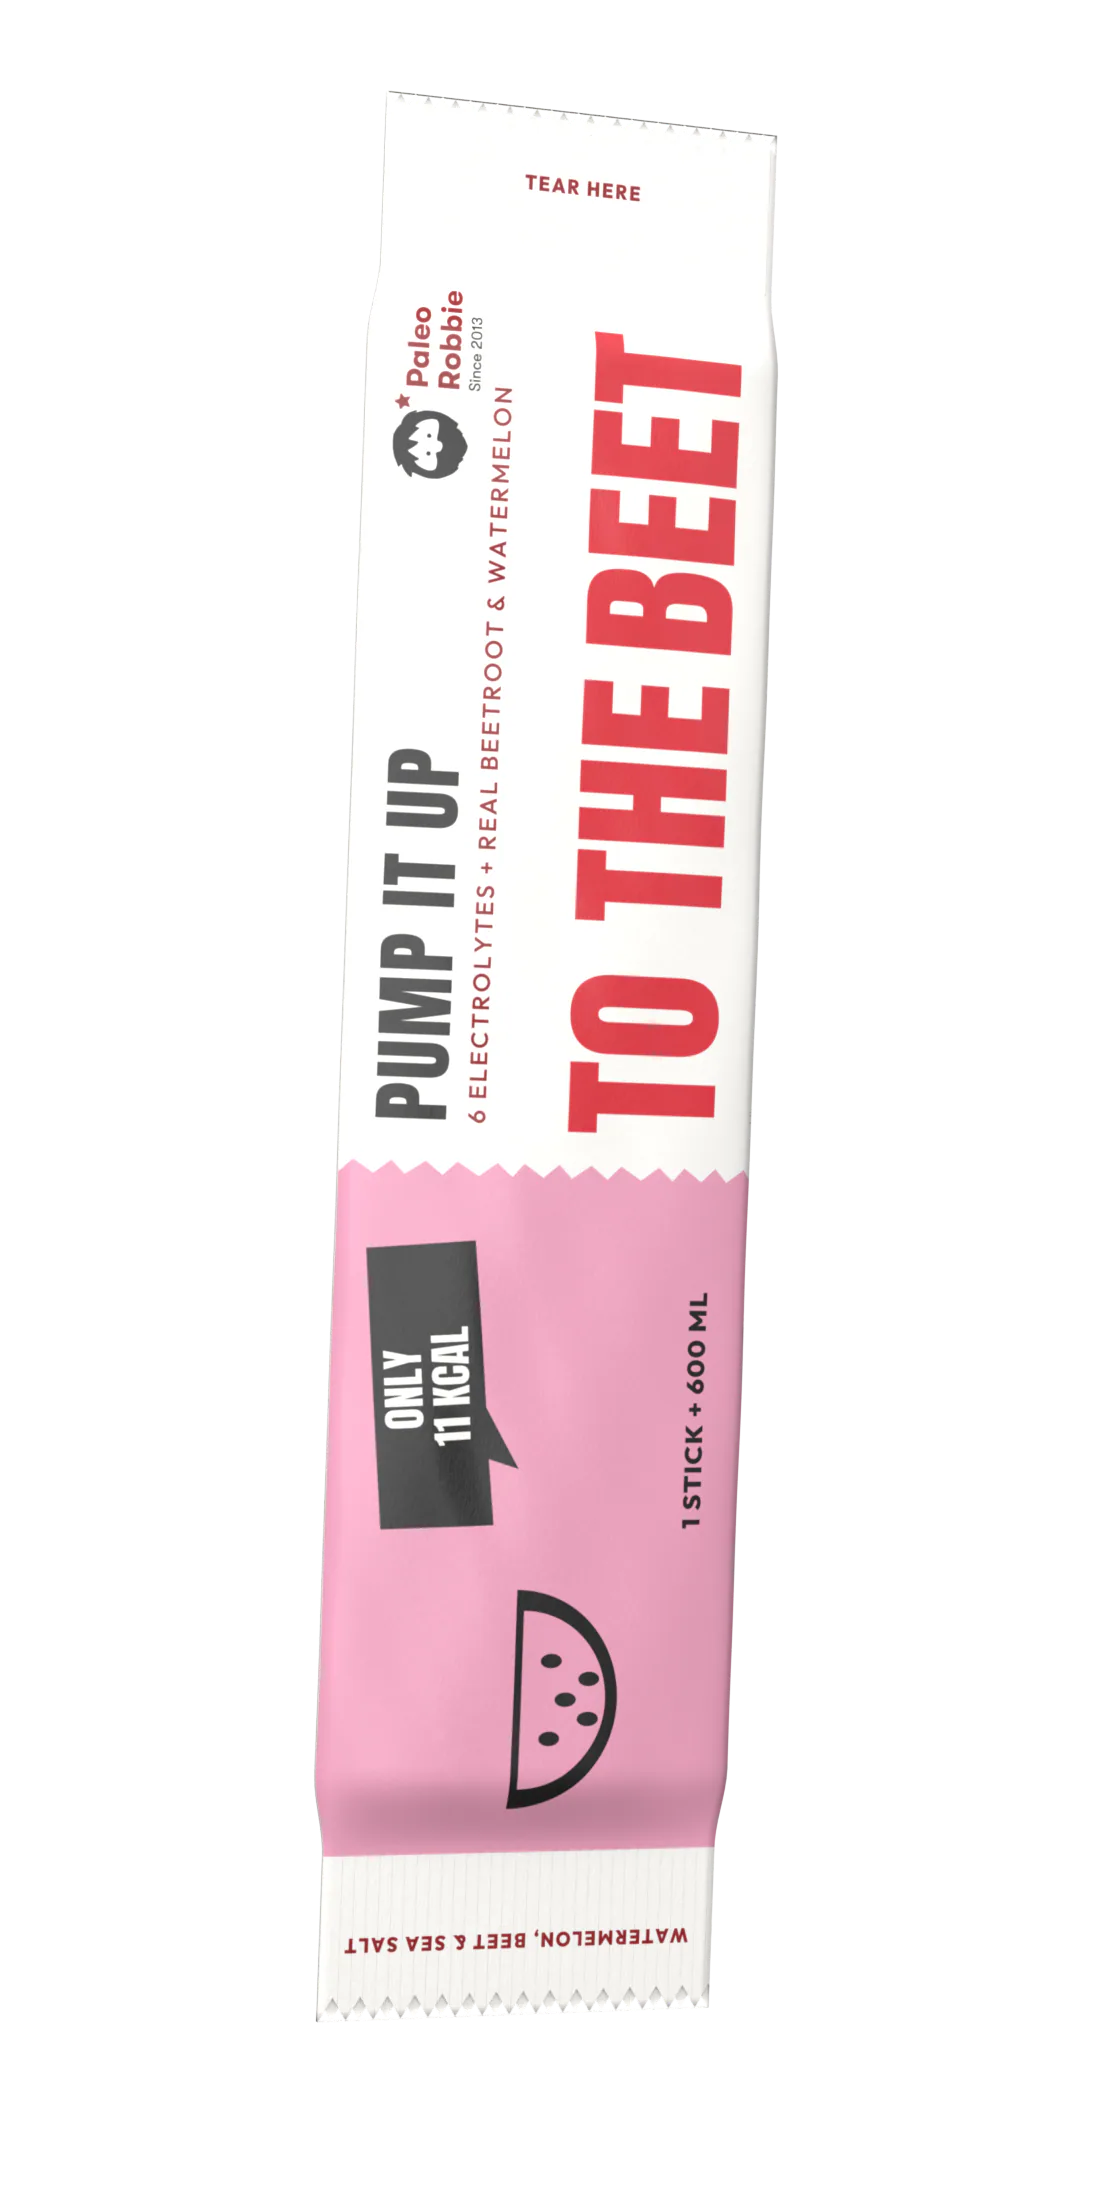 TEAR HERE
Paleo
Robbie
Since 2013
PUMP IT UP
6 ELECTROLYTES + REAL BEETROOT & WATERMELON
TO THE BEET
ONLY
11 KCAL
1 STICK + 600 ML
WATERMELON, BEET & SEA SALT